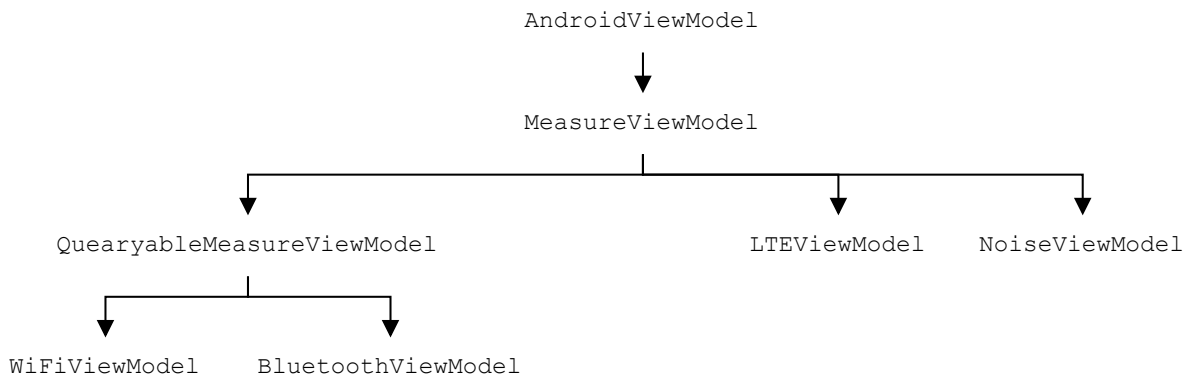 AndroidViewModel
MeasureViewModel
QuearyableMeasureViewModel LTEViewModel NoiseViewModel
WiFiViewModel BluetoothViewModel